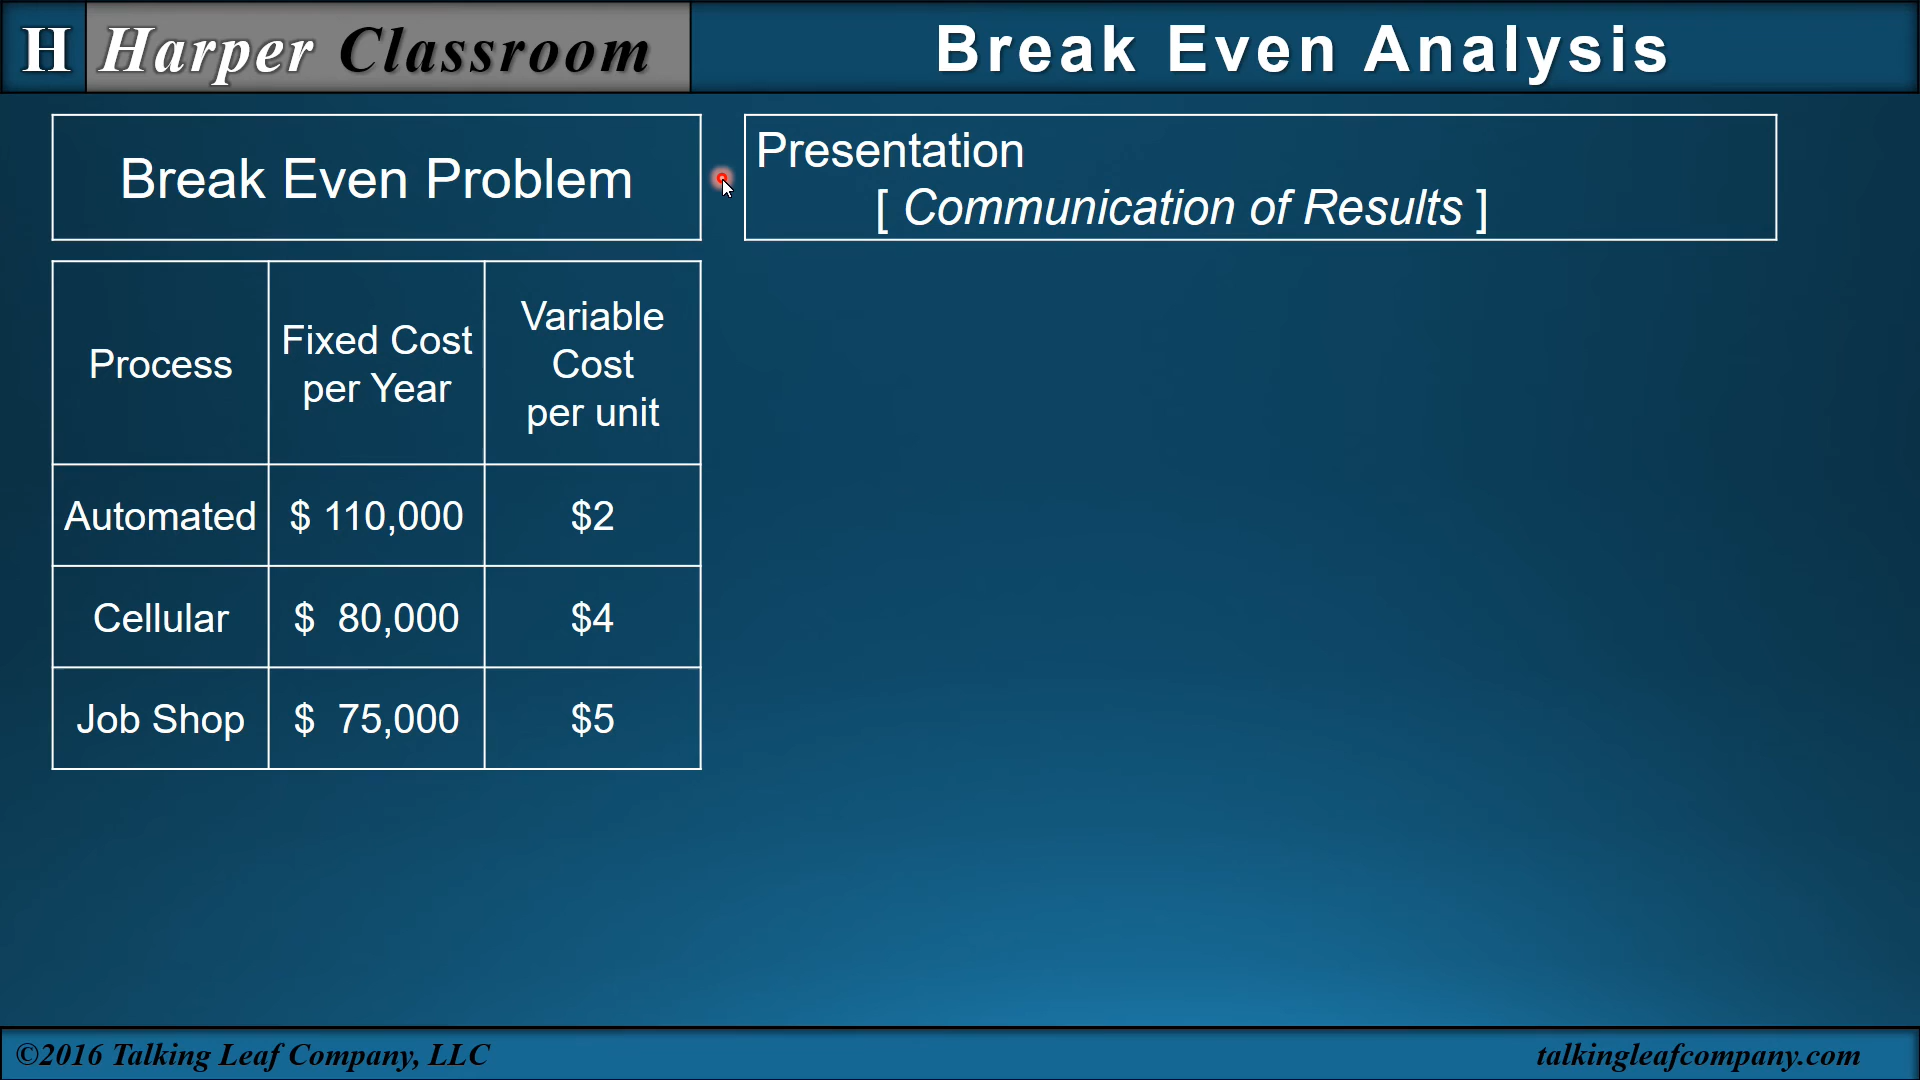 H Harper Classroom
Break Even Analysis
Break Even Problem
Presentation
[ Communication of Results ]
Process
Fixed Cost
per Year
Variable
Cost
per unit
Automated $ 110,000 $2
Cellular $ 80,000 $4
Job Shop $ 75,000 $5
©2016 Talking Leaf Company, LLC
talkingleafcompany.com